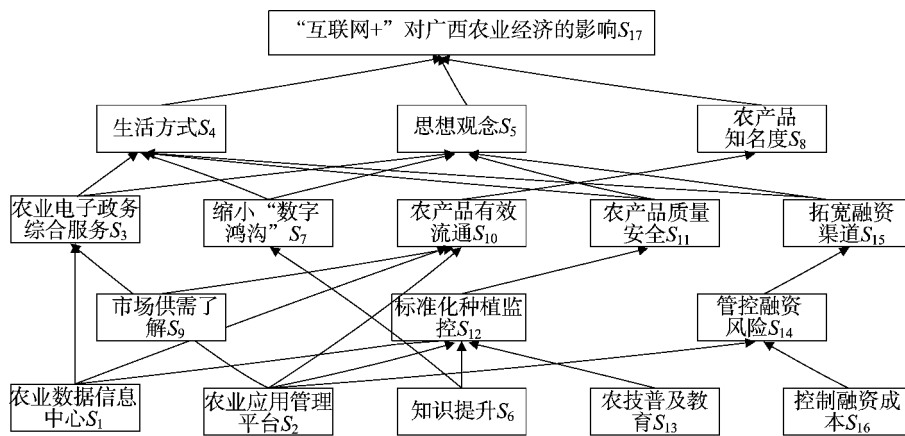 “互联网+”对广西农业经济的影响S17
生活方式S4
思想观念S5
农产品
知名度S8
农业电子政务
综合服务S3
缩小“数字
鸿沟”S7
农产品有效
流通S10
农产品质量
安全S11
拓宽融资
渠道S15
市场供需了
解S9
标准化种植监
控S12
管控融资
风险S14
农业数据信息
中心S1
农业应用管理
平台S2
知识提升S6
农技普及教
育S13
控制融资成
本S16